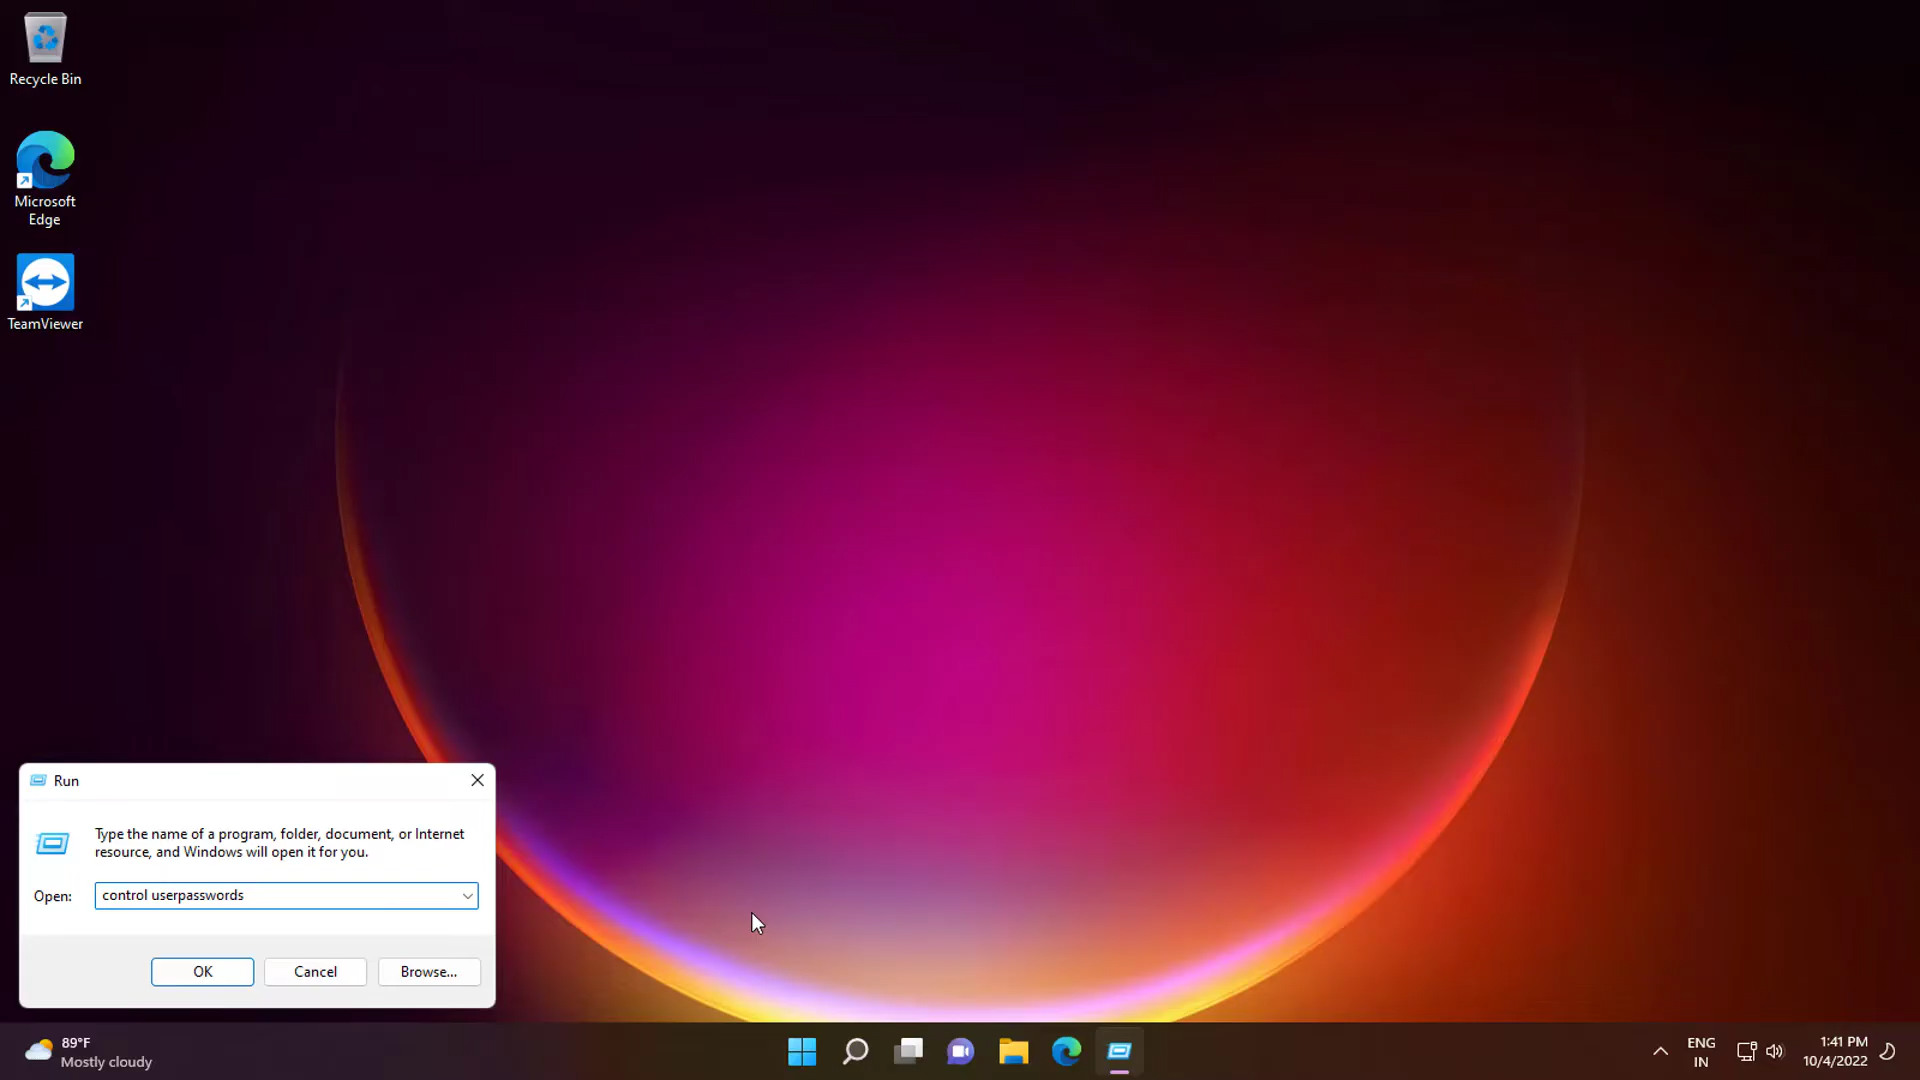 Recycle Bin
Microsoft
Edge
TeamViewer
Run
Type the name of a program, folder, document, or Internet
resource, and Windows will open it for you.
Open: control userpasswords
OK Cancel Browse...
89°F
Mostly cloudy
ENG
IN
1:41 PM
10/4/2022